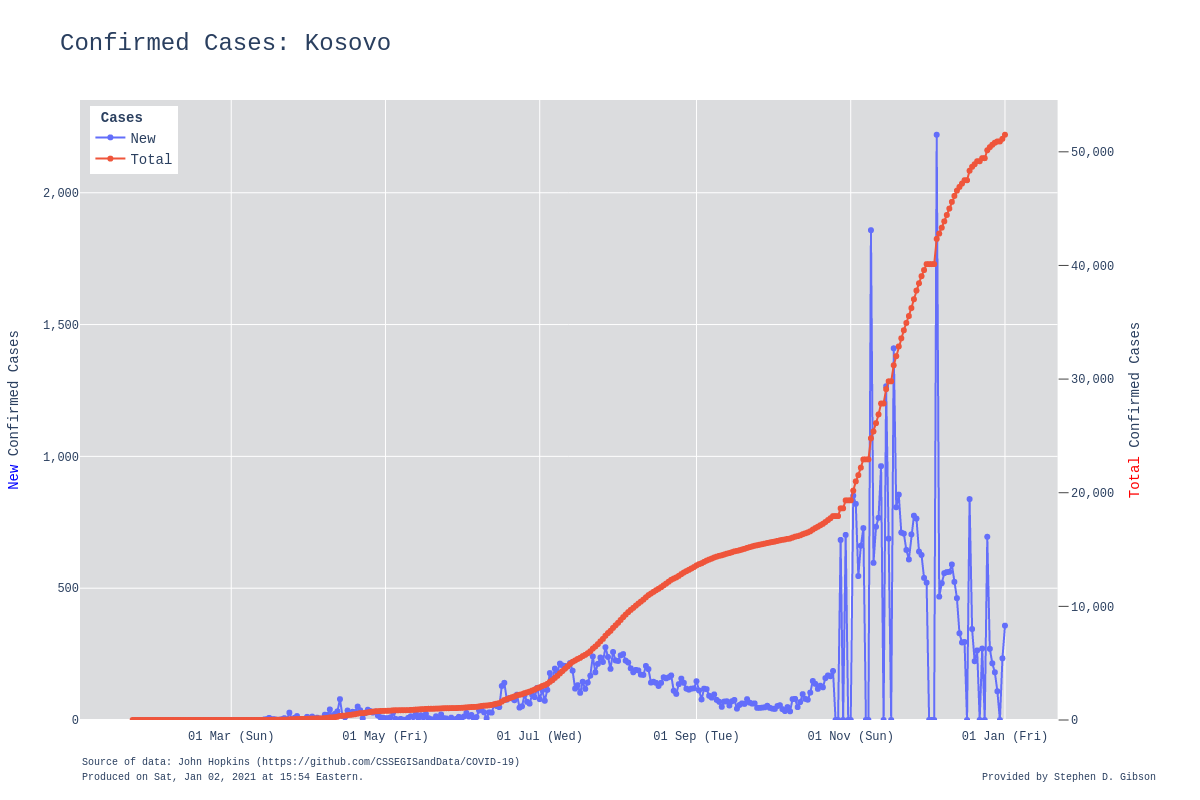 Confirmed Cases: Kosovo
Cases
New
Total
2,000
1,500
1,000
500
0
50,000
40,000
30,000
20,000
10,000
0
New Confirmed Cases
Total Confirmed Cases
01 Mar (Sun)
01 May (Fri)
01 Jul (Wed)
01 Sep (Tue)
01 Nov (Sun)
01 Jan (Fri)
Source of data: John Hopkins (https://github.com/CSSEGISandData/COVID-19)
Produced on Sat, Jan 02, 2021 at 15:54 Eastern.
Provided by Stephen D. Gibson